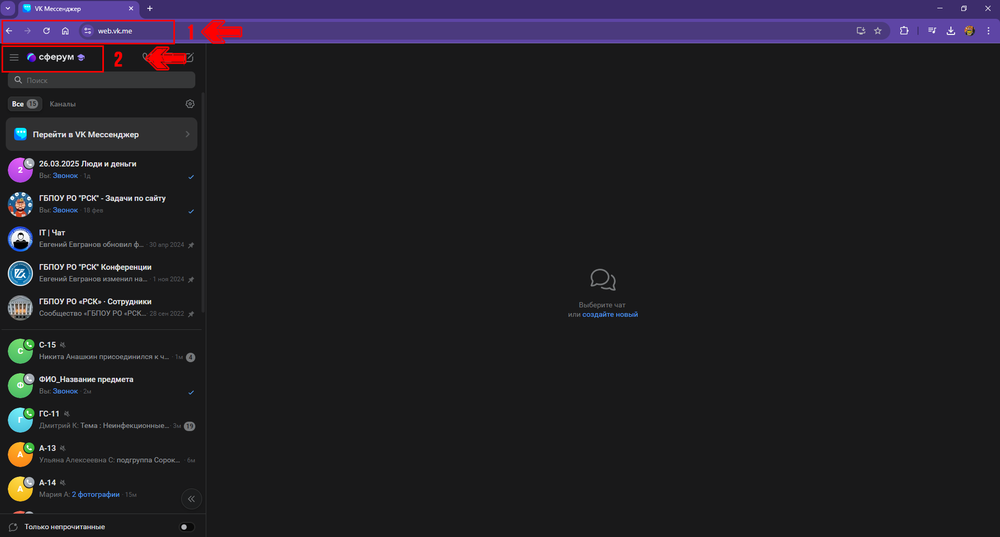 VK Мессенджер
web.vk.me
1
сферум
2
Поиск
Все 15 Каналы
Перейти в VK Мессенджер
2
26.03.2025 Люди и деньги
Вы: Звонок · 1д
ГБПОУ РО "РСК" - Задачи по сайту
Вы: Звонок · 18 фев
IT | Чат
Евгений Евгранов обновил ф... · 30 апр 2024
ГБПОУ РО "РСК" Конференции
Евгений Евгранов изменил на... · 1 ноя 2024
ГБПОУ РО «РСК» · Сотрудники
Сообщество «ГБПОУ РО «РСК... · 28 сен 2022
С
С-15
Никита Анашкин присоединился к ч... · 1м 4
Ф
ФИО_Название предмета
Вы: Звонок · 2м
Г
ГС-11
Дмитрий К: Тема : Неинфекционные... · 3м 19
А
А-13
Ульяна Алексеевна С: подгруппа Сорок... · 6м
А
А-14
Мария А: 2 фотографии · 15м
Только непрочитанные
Выберите чат
или создайте новый